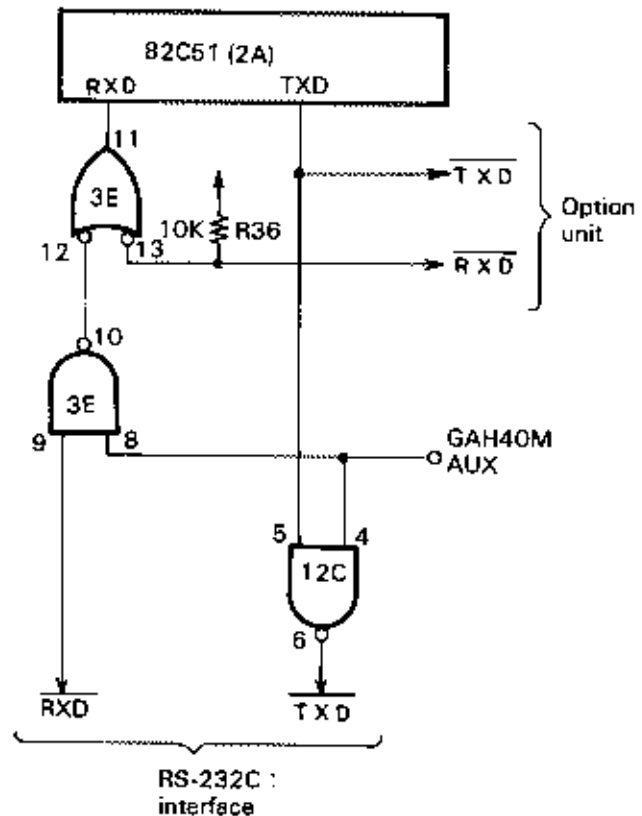 82C51 (2A)
RXD TXD
11
TXD
3E
10K R36
Option
unit
12 13
RXD
10
3E
9 8
GAH40M
AUX
5 4
12C
6
RXD
TXD
RS-232C :
interface